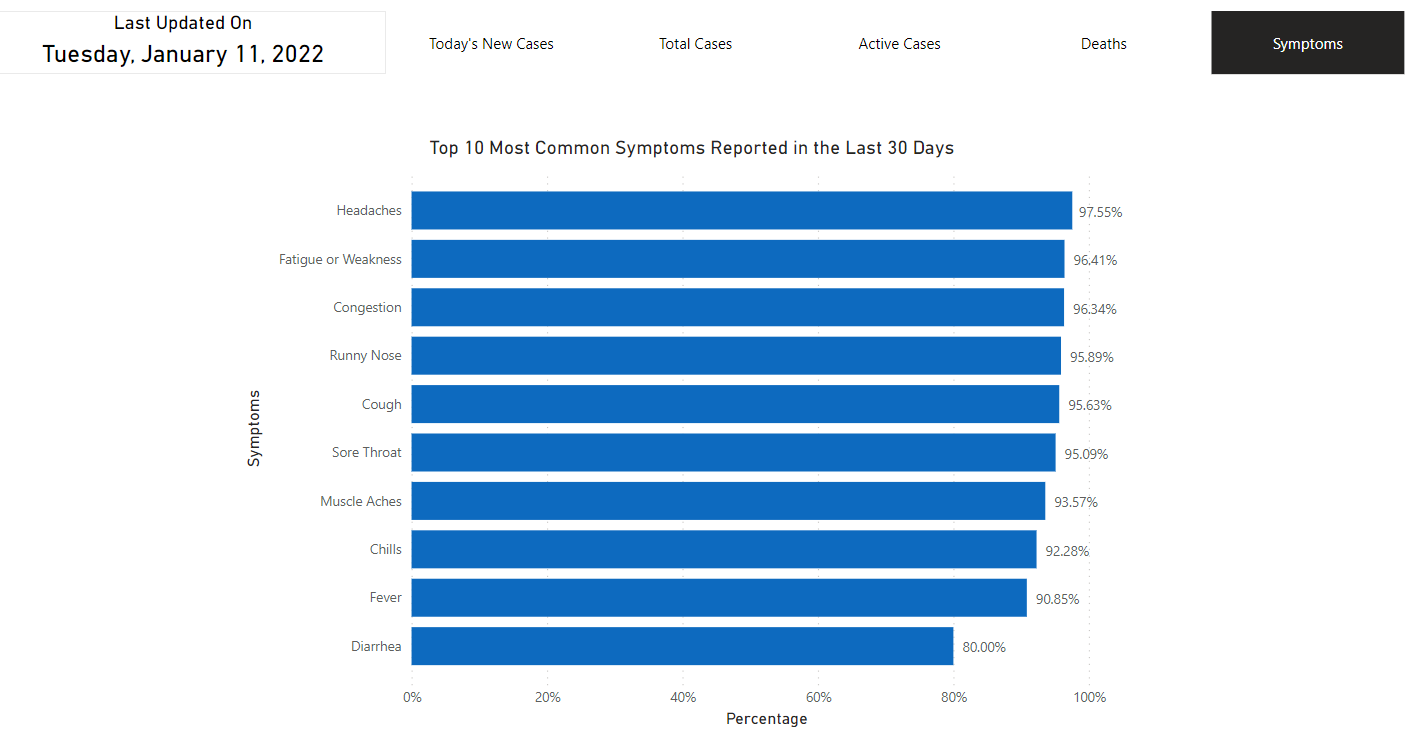 Last Updated On
Tuesday, January 11, 2022
Today's New Cases
Total Cases
Active Cases
Deaths
Symptoms
Top 10 Most Common Symptoms Reported in the Last 30 Days
Symptoms
Headaches 97.55%
Fatigue or Weakness 96.41%
Congestion 96.34%
Runny Nose 95.89%
Cough 95.63%
Sore Throat 95.09%
Muscle Aches 93.57%
Chills 92.28%
Fever 90.85%
Diarrhea 80.00%
0% 20% 40% 60% 80% 100%
Percentage